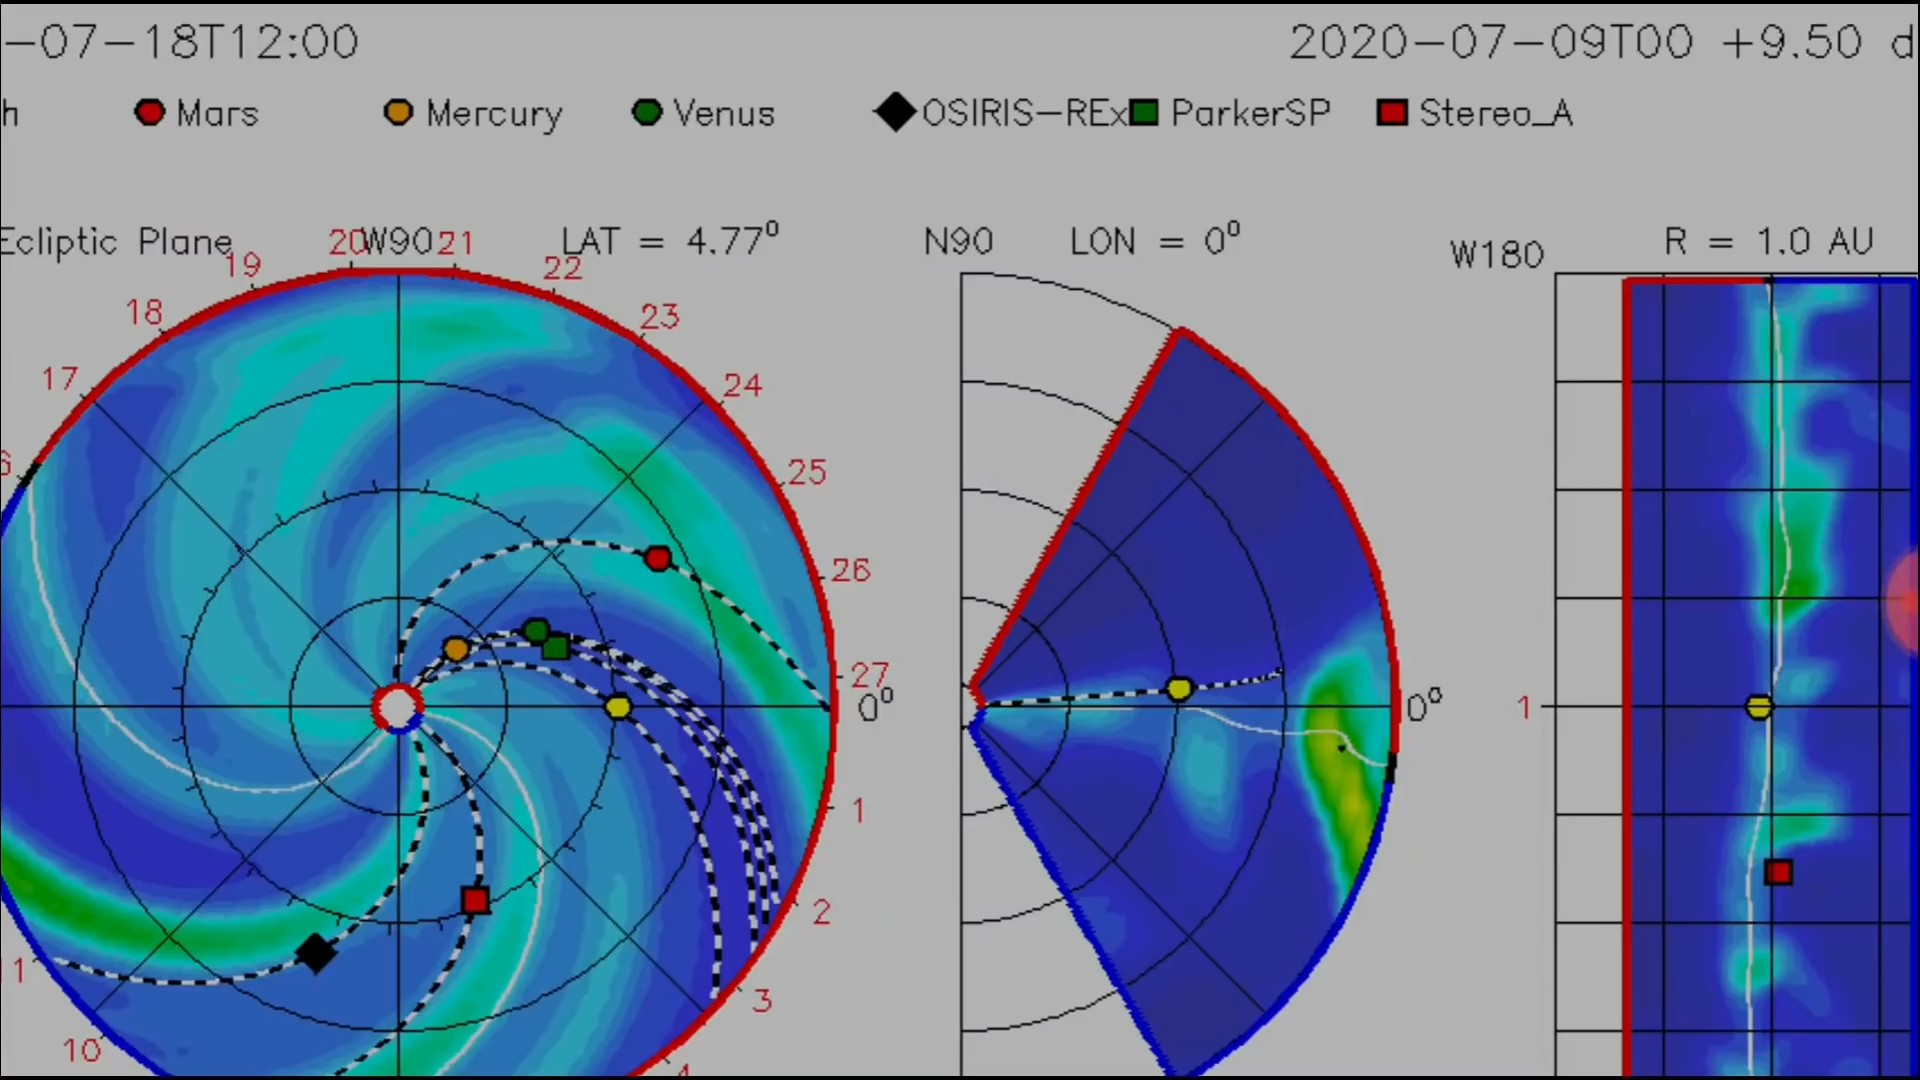 -07-18T12:00 2020-07-09T00 +9.50 d
h Mars Mercury Venus OSIRIS-REx ParkerSP Stereo_A
Ecliptic Plane W90 LAT = 4.77° N90 LON = 0° W180 R = 1.0 AU
20 21
19 22
18 23
17 24
6 25
26
27
0° 0° 1
1
2
11 3
10 4